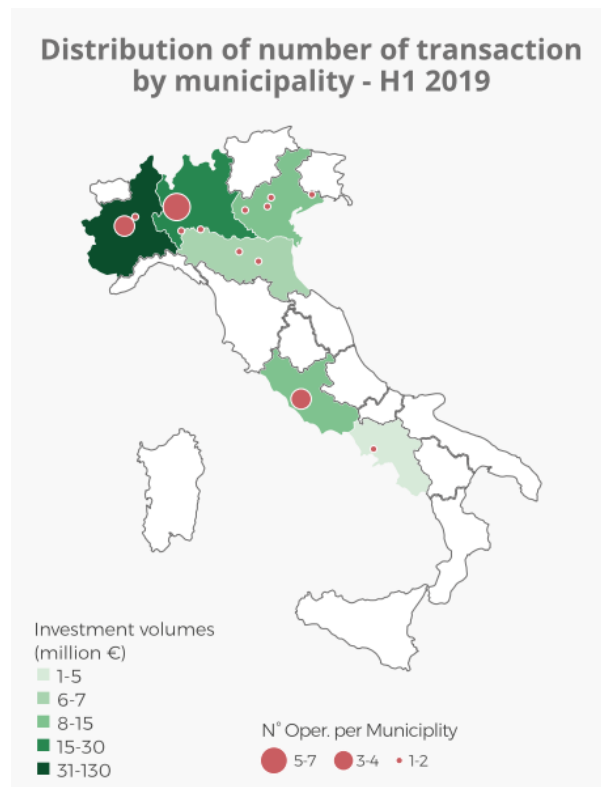 Distribution of number of transaction
by municipality - H1 2019
Investment volumes
(million €)
1-5
6-7
8-15
15-30
31-130
N° Oper. per Municiplity
5-7 3-4 1-2